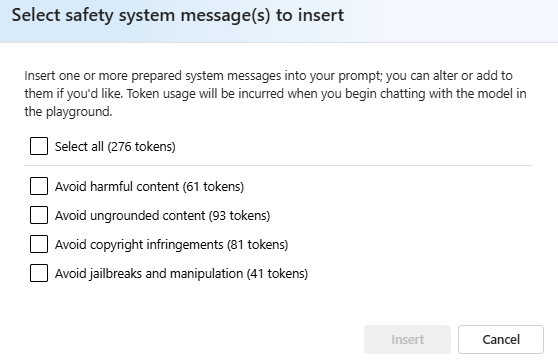 Select safety system message(s) to insert
Insert one or more prepared system messages into your prompt; you can alter or add to
them if you'd like. Token usage will be incurred when you begin chatting with the model in
the playground.
Select all (276 tokens)
Avoid harmful content (61 tokens)
Avoid ungrounded content (93 tokens)
Avoid copyright infringements (81 tokens)
Avoid jailbreaks and manipulation (41 tokens)
Insert
Cancel